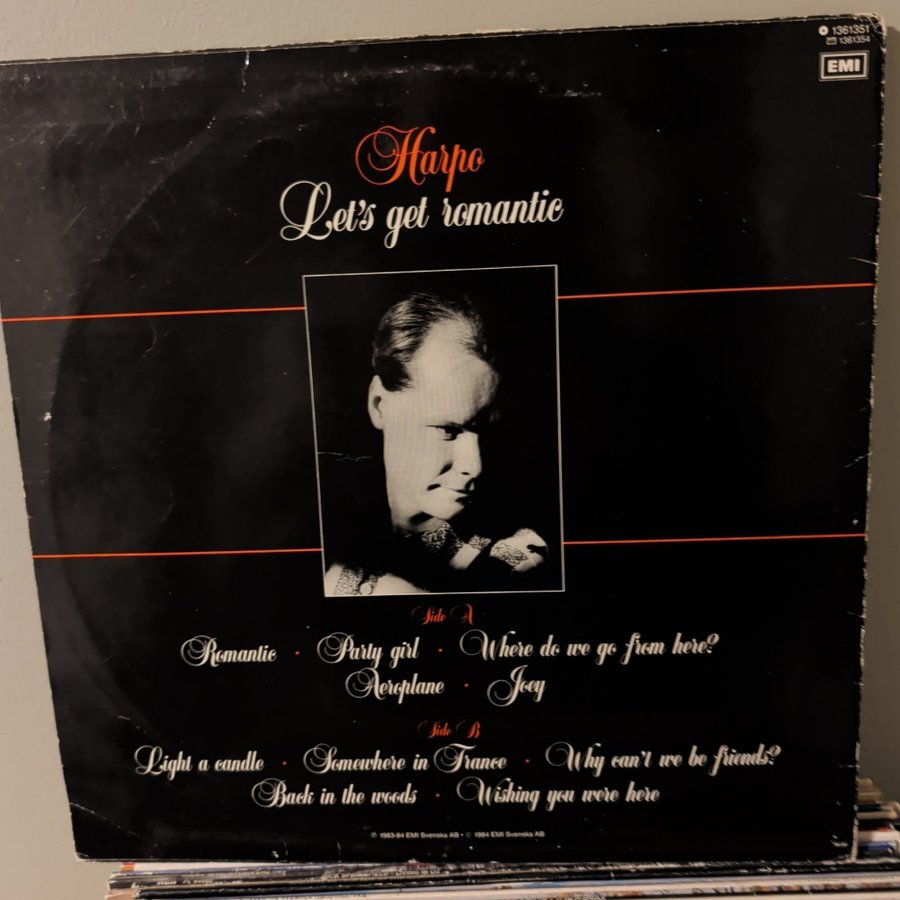 1361351
1361354
EMI
Harpo
Let's get romantic
Side A
Romantic · Party girl · Where do we go from here?
Aeroplane · Joey
Side B
Light a candle · Somewhere in France · Why can't we be friends?
Back in the woods · Wishing you were here
℗ 1983-84 EMI Svenska AB · © 1984 EMI Svenska AB